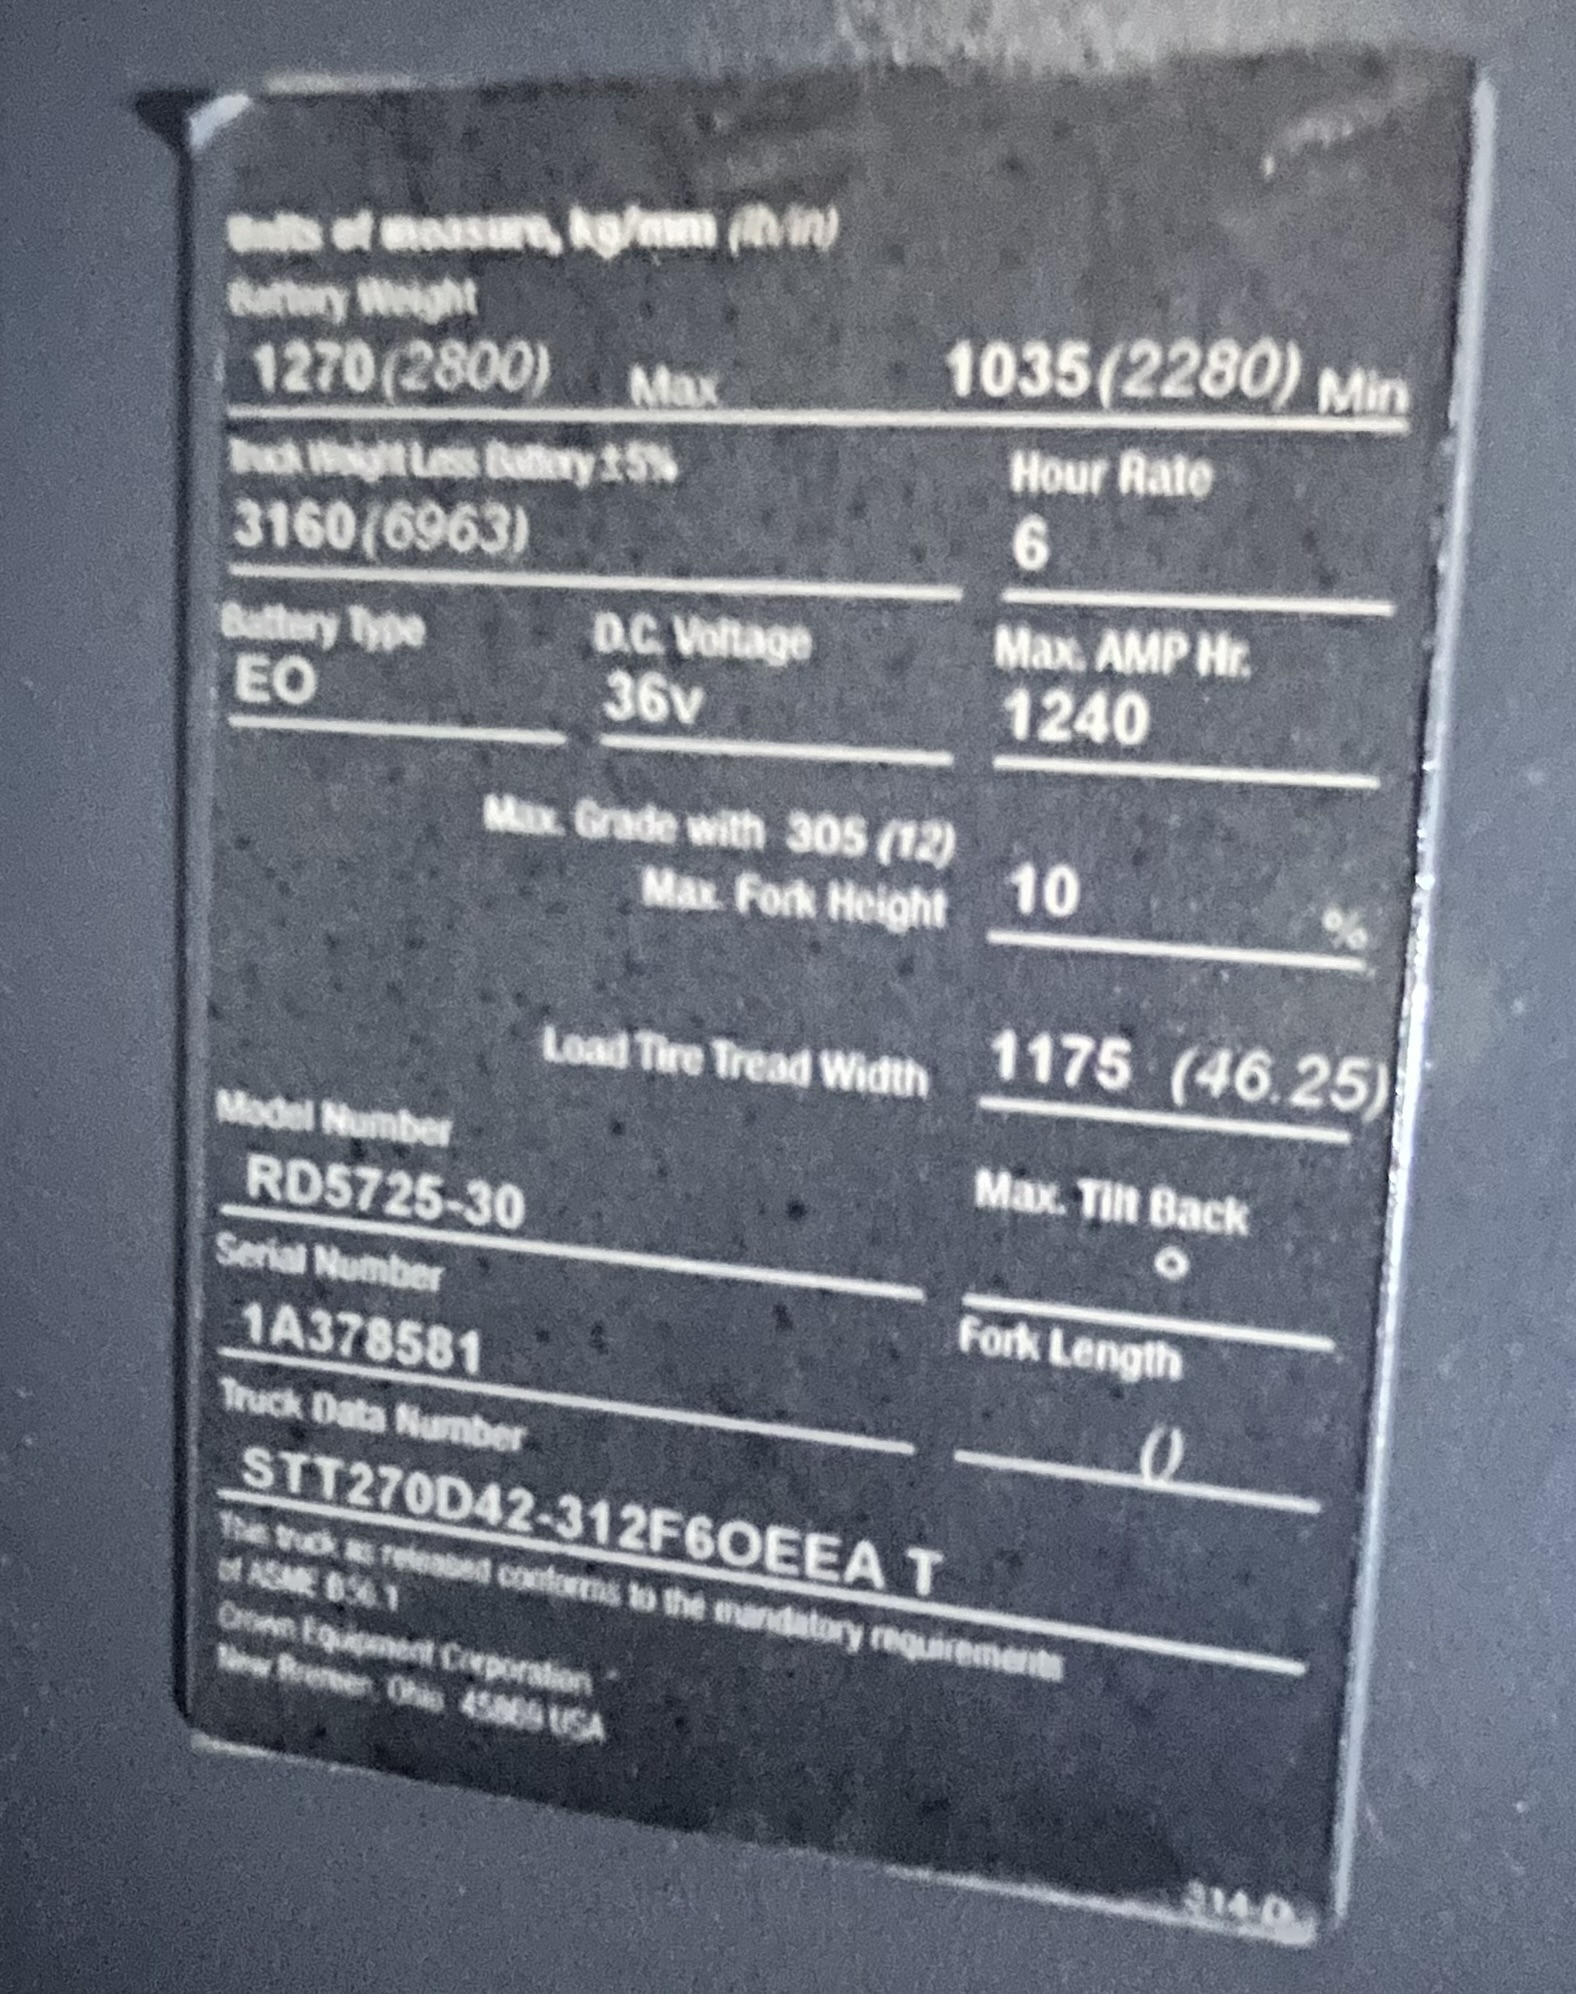 Units of measure, kg/mm (lb/in)
Battery Weight
1270(2800) Max 1035(2280) Min
Truck Weight Less Battery ±5% Hour Rate
3160(6963) 6
Battery Type D.C. Voltage Max. AMP Hr.
EO 36v 1240
Max. Grade with 305 (12)
Max. Fork Height 10 %
Load Tire Tread Width 1175 (46.25)
Model Number
RD5725-30 Max. Tilt Back
°
Serial Number
1A378581 Fork Length
Truck Data Number ()
STT270D42-312F6OEEA T
This truck as released conforms to the mandatory requirements
of ASME B56.1
Crown Equipment Corporation
New Bremen, Ohio 45869 USA